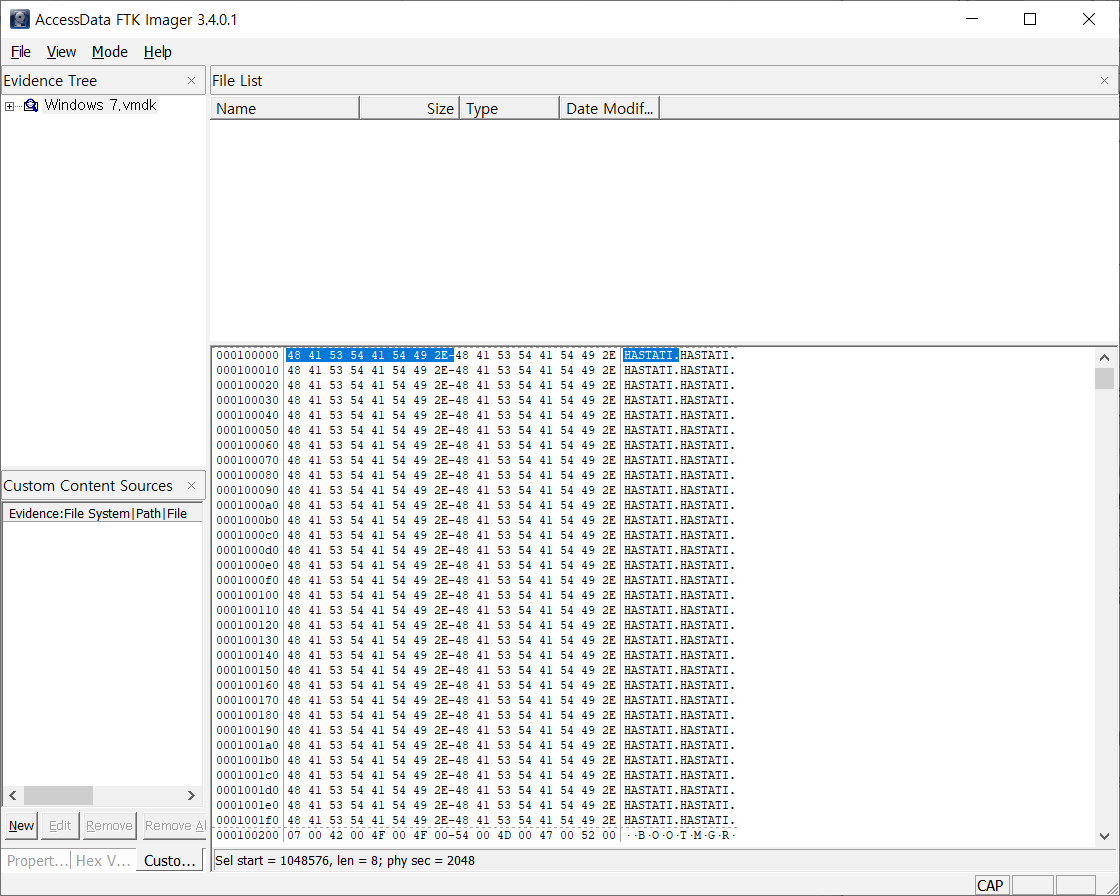 AccessData FTK Imager 3.4.0.1
File View Mode Help
Evidence Tree
Windows 7.vmdk
File List
Name Size Type Date Modif...
Custom Content Sources
Evidence:File System|Path|File
New Edit Remove Remove Al
Propert... Hex V... Custo...
000100000 48 41 53 54 41 54 49 2E-48 41 53 54 41 54 49 2E HASTATI.HASTATI.
000100010 48 41 53 54 41 54 49 2E-48 41 53 54 41 54 49 2E HASTATI.HASTATI.
000100020 48 41 53 54 41 54 49 2E-48 41 53 54 41 54 49 2E HASTATI.HASTATI.
000100030 48 41 53 54 41 54 49 2E-48 41 53 54 41 54 49 2E HASTATI.HASTATI.
000100040 48 41 53 54 41 54 49 2E-48 41 53 54 41 54 49 2E HASTATI.HASTATI.
000100050 48 41 53 54 41 54 49 2E-48 41 53 54 41 54 49 2E HASTATI.HASTATI.
000100060 48 41 53 54 41 54 49 2E-48 41 53 54 41 54 49 2E HASTATI.HASTATI.
000100070 48 41 53 54 41 54 49 2E-48 41 53 54 41 54 49 2E HASTATI.HASTATI.
000100080 48 41 53 54 41 54 49 2E-48 41 53 54 41 54 49 2E HASTATI.HASTATI.
000100090 48 41 53 54 41 54 49 2E-48 41 53 54 41 54 49 2E HASTATI.HASTATI.
0001000a0 48 41 53 54 41 54 49 2E-48 41 53 54 41 54 49 2E HASTATI.HASTATI.
0001000b0 48 41 53 54 41 54 49 2E-48 41 53 54 41 54 49 2E HASTATI.HASTATI.
0001000c0 48 41 53 54 41 54 49 2E-48 41 53 54 41 54 49 2E HASTATI.HASTATI.
0001000d0 48 41 53 54 41 54 49 2E-48 41 53 54 41 54 49 2E HASTATI.HASTATI.
0001000e0 48 41 53 54 41 54 49 2E-48 41 53 54 41 54 49 2E HASTATI.HASTATI.
0001000f0 48 41 53 54 41 54 49 2E-48 41 53 54 41 54 49 2E HASTATI.HASTATI.
000100100 48 41 53 54 41 54 49 2E-48 41 53 54 41 54 49 2E HASTATI.HASTATI.
000100110 48 41 53 54 41 54 49 2E-48 41 53 54 41 54 49 2E HASTATI.HASTATI.
000100120 48 41 53 54 41 54 49 2E-48 41 53 54 41 54 49 2E HASTATI.HASTATI.
000100130 48 41 53 54 41 54 49 2E-48 41 53 54 41 54 49 2E HASTATI.HASTATI.
000100140 48 41 53 54 41 54 49 2E-48 41 53 54 41 54 49 2E HASTATI.HASTATI.
000100150 48 41 53 54 41 54 49 2E-48 41 53 54 41 54 49 2E HASTATI.HASTATI.
000100160 48 41 53 54 41 54 49 2E-48 41 53 54 41 54 49 2E HASTATI.HASTATI.
000100170 48 41 53 54 41 54 49 2E-48 41 53 54 41 54 49 2E HASTATI.HASTATI.
000100180 48 41 53 54 41 54 49 2E-48 41 53 54 41 54 49 2E HASTATI.HASTATI.
000100190 48 41 53 54 41 54 49 2E-48 41 53 54 41 54 49 2E HASTATI.HASTATI.
0001001a0 48 41 53 54 41 54 49 2E-48 41 53 54 41 54 49 2E HASTATI.HASTATI.
0001001b0 48 41 53 54 41 54 49 2E-48 41 53 54 41 54 49 2E HASTATI.HASTATI.
0001001c0 48 41 53 54 41 54 49 2E-48 41 53 54 41 54 49 2E HASTATI.HASTATI.
0001001d0 48 41 53 54 41 54 49 2E-48 41 53 54 41 54 49 2E HASTATI.HASTATI.
0001001e0 48 41 53 54 41 54 49 2E-48 41 53 54 41 54 49 2E HASTATI.HASTATI.
0001001f0 48 41 53 54 41 54 49 2E-48 41 53 54 41 54 49 2E HASTATI.HASTATI.
000100200 07 00 42 00 4F 00 4F 00-54 00 4D 00 47 00 52 00 ··B·O·O·T·M·G·R·
Sel start = 1048576, len = 8; phy sec = 2048
CAP